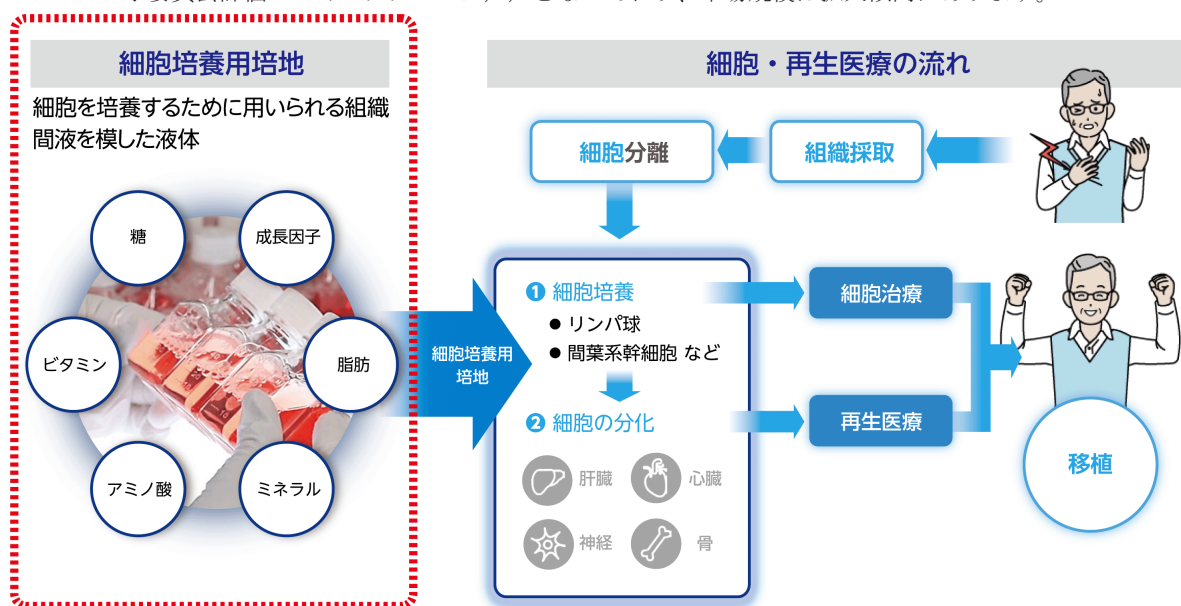 細胞培養用培地
細胞を培養するために用いられる組織
間液を模した液体
糖
成長因子
ビタミン
脂肪
アミノ酸
ミネラル
細胞培養用
培地
細胞・再生医療の流れ
細胞分離
組織採取
❶ 細胞培養
● リンパ球
● 間葉系幹細胞 など
❷ 細胞の分化
肝臓
心臓
神経
骨
細胞治療
再生医療
移植